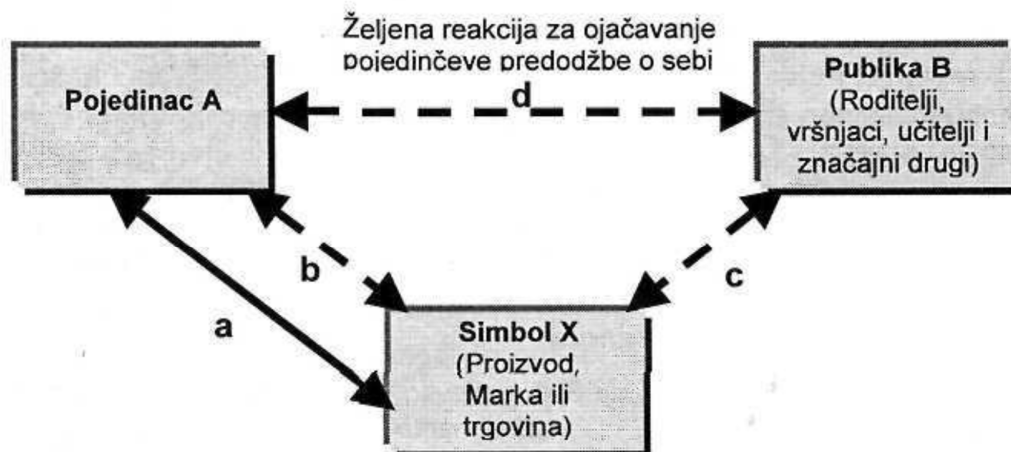 Željena reakcija za ojačavanje
pojedinčeve predodžbe o sebi
Pojedinac A
d
Publika B
(Roditelji,
vršnjaci, učitelji i
značajni drugi)
a
b
c
Simbol X
(Proizvod,
Marka ili
trgovina)